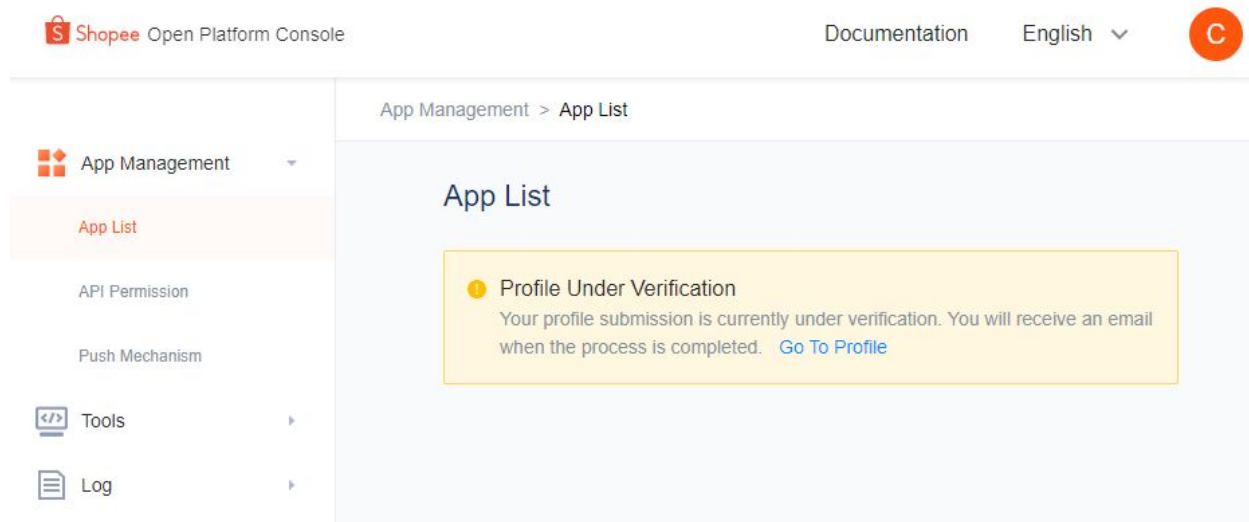 Shopee Open Platform Console
Documentation
English
C
App Management > App List
App Management
App List
API Permission
Push Mechanism
Tools
Log
App List
Profile Under Verification
Your profile submission is currently under verification. You will receive an email
when the process is completed. Go To Profile